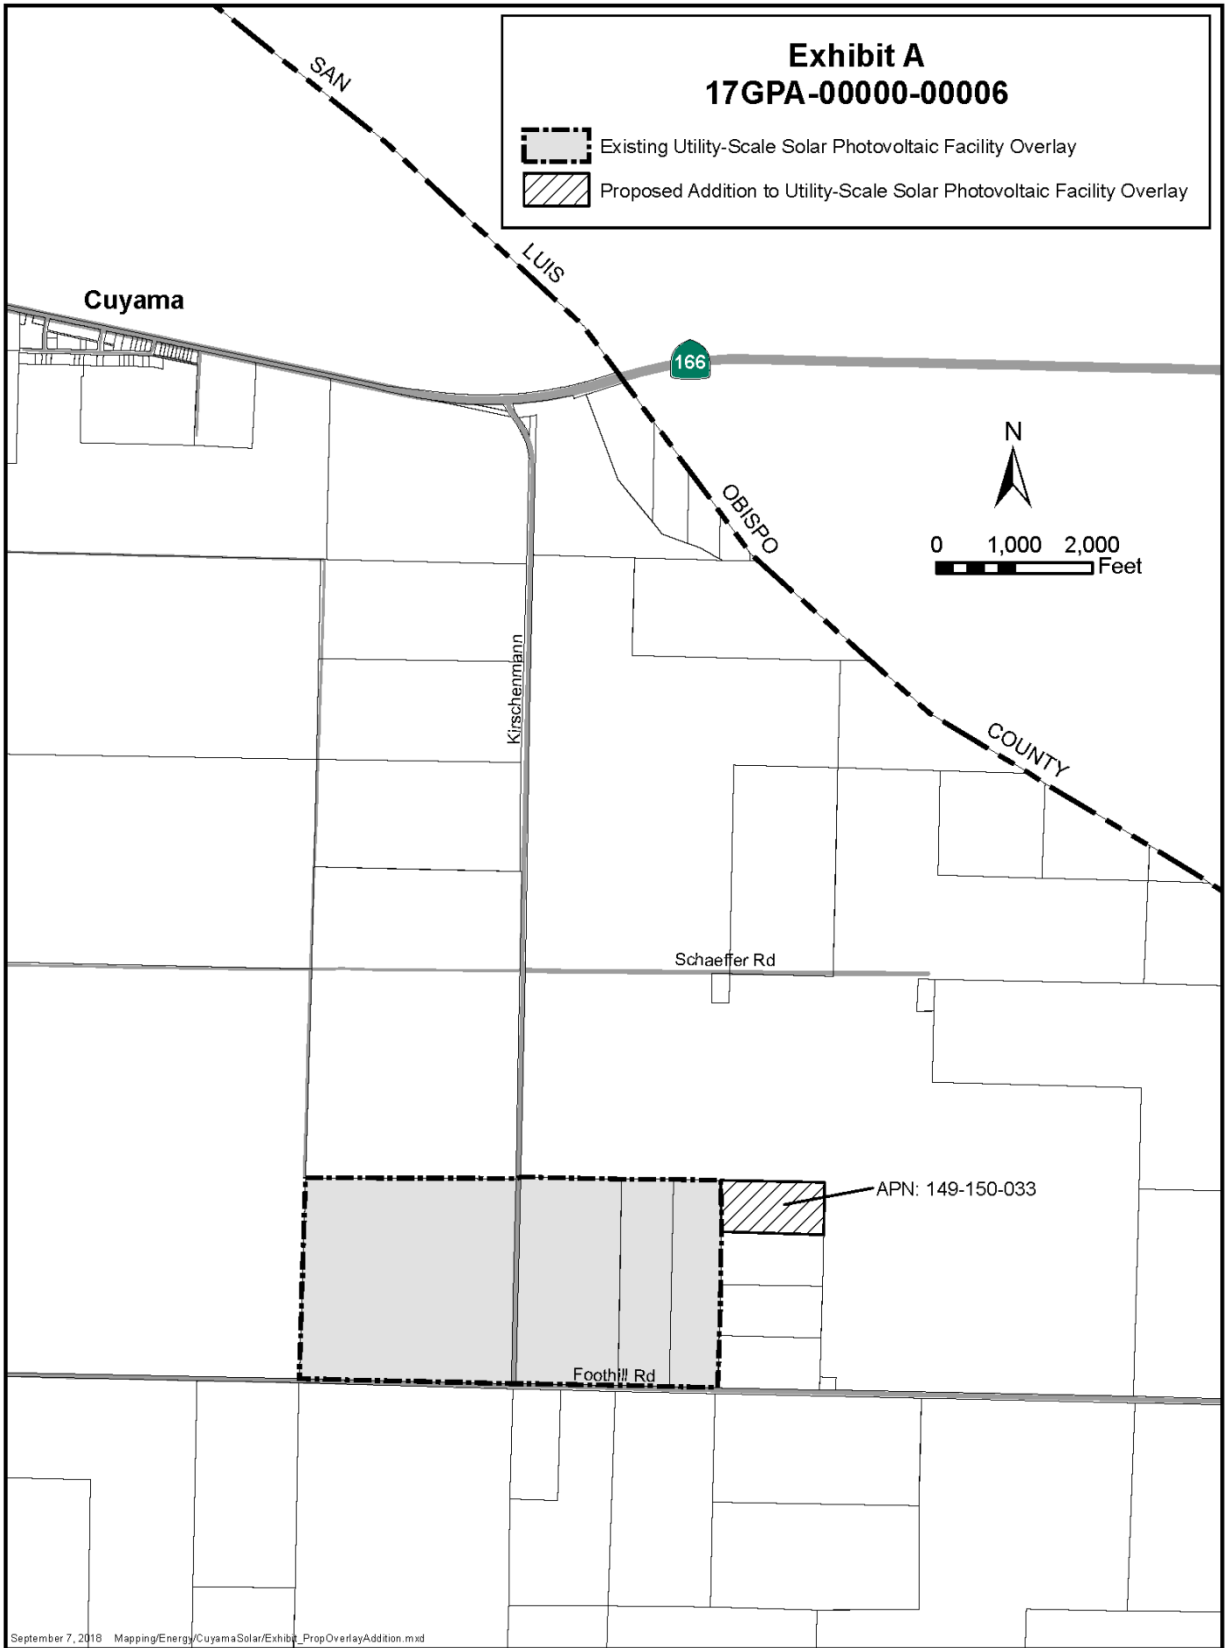 Exhibit A
17GPA-00000-00006
Existing Utility-Scale Solar Photovoltaic Facility Overlay
Proposed Addition to Utility-Scale Solar Photovoltaic Facility Overlay
SAN
LUIS
OBISPO
COUNTY
Cuyama
166
N
0 1,000 2,000
Feet
Kirschenmann
Schaeffer Rd
APN: 149-150-033
Foothill Rd
September 7, 2018 Mapping/Energy/CuyamaSolar/Exhibit_PropOverlayAddition.mxd